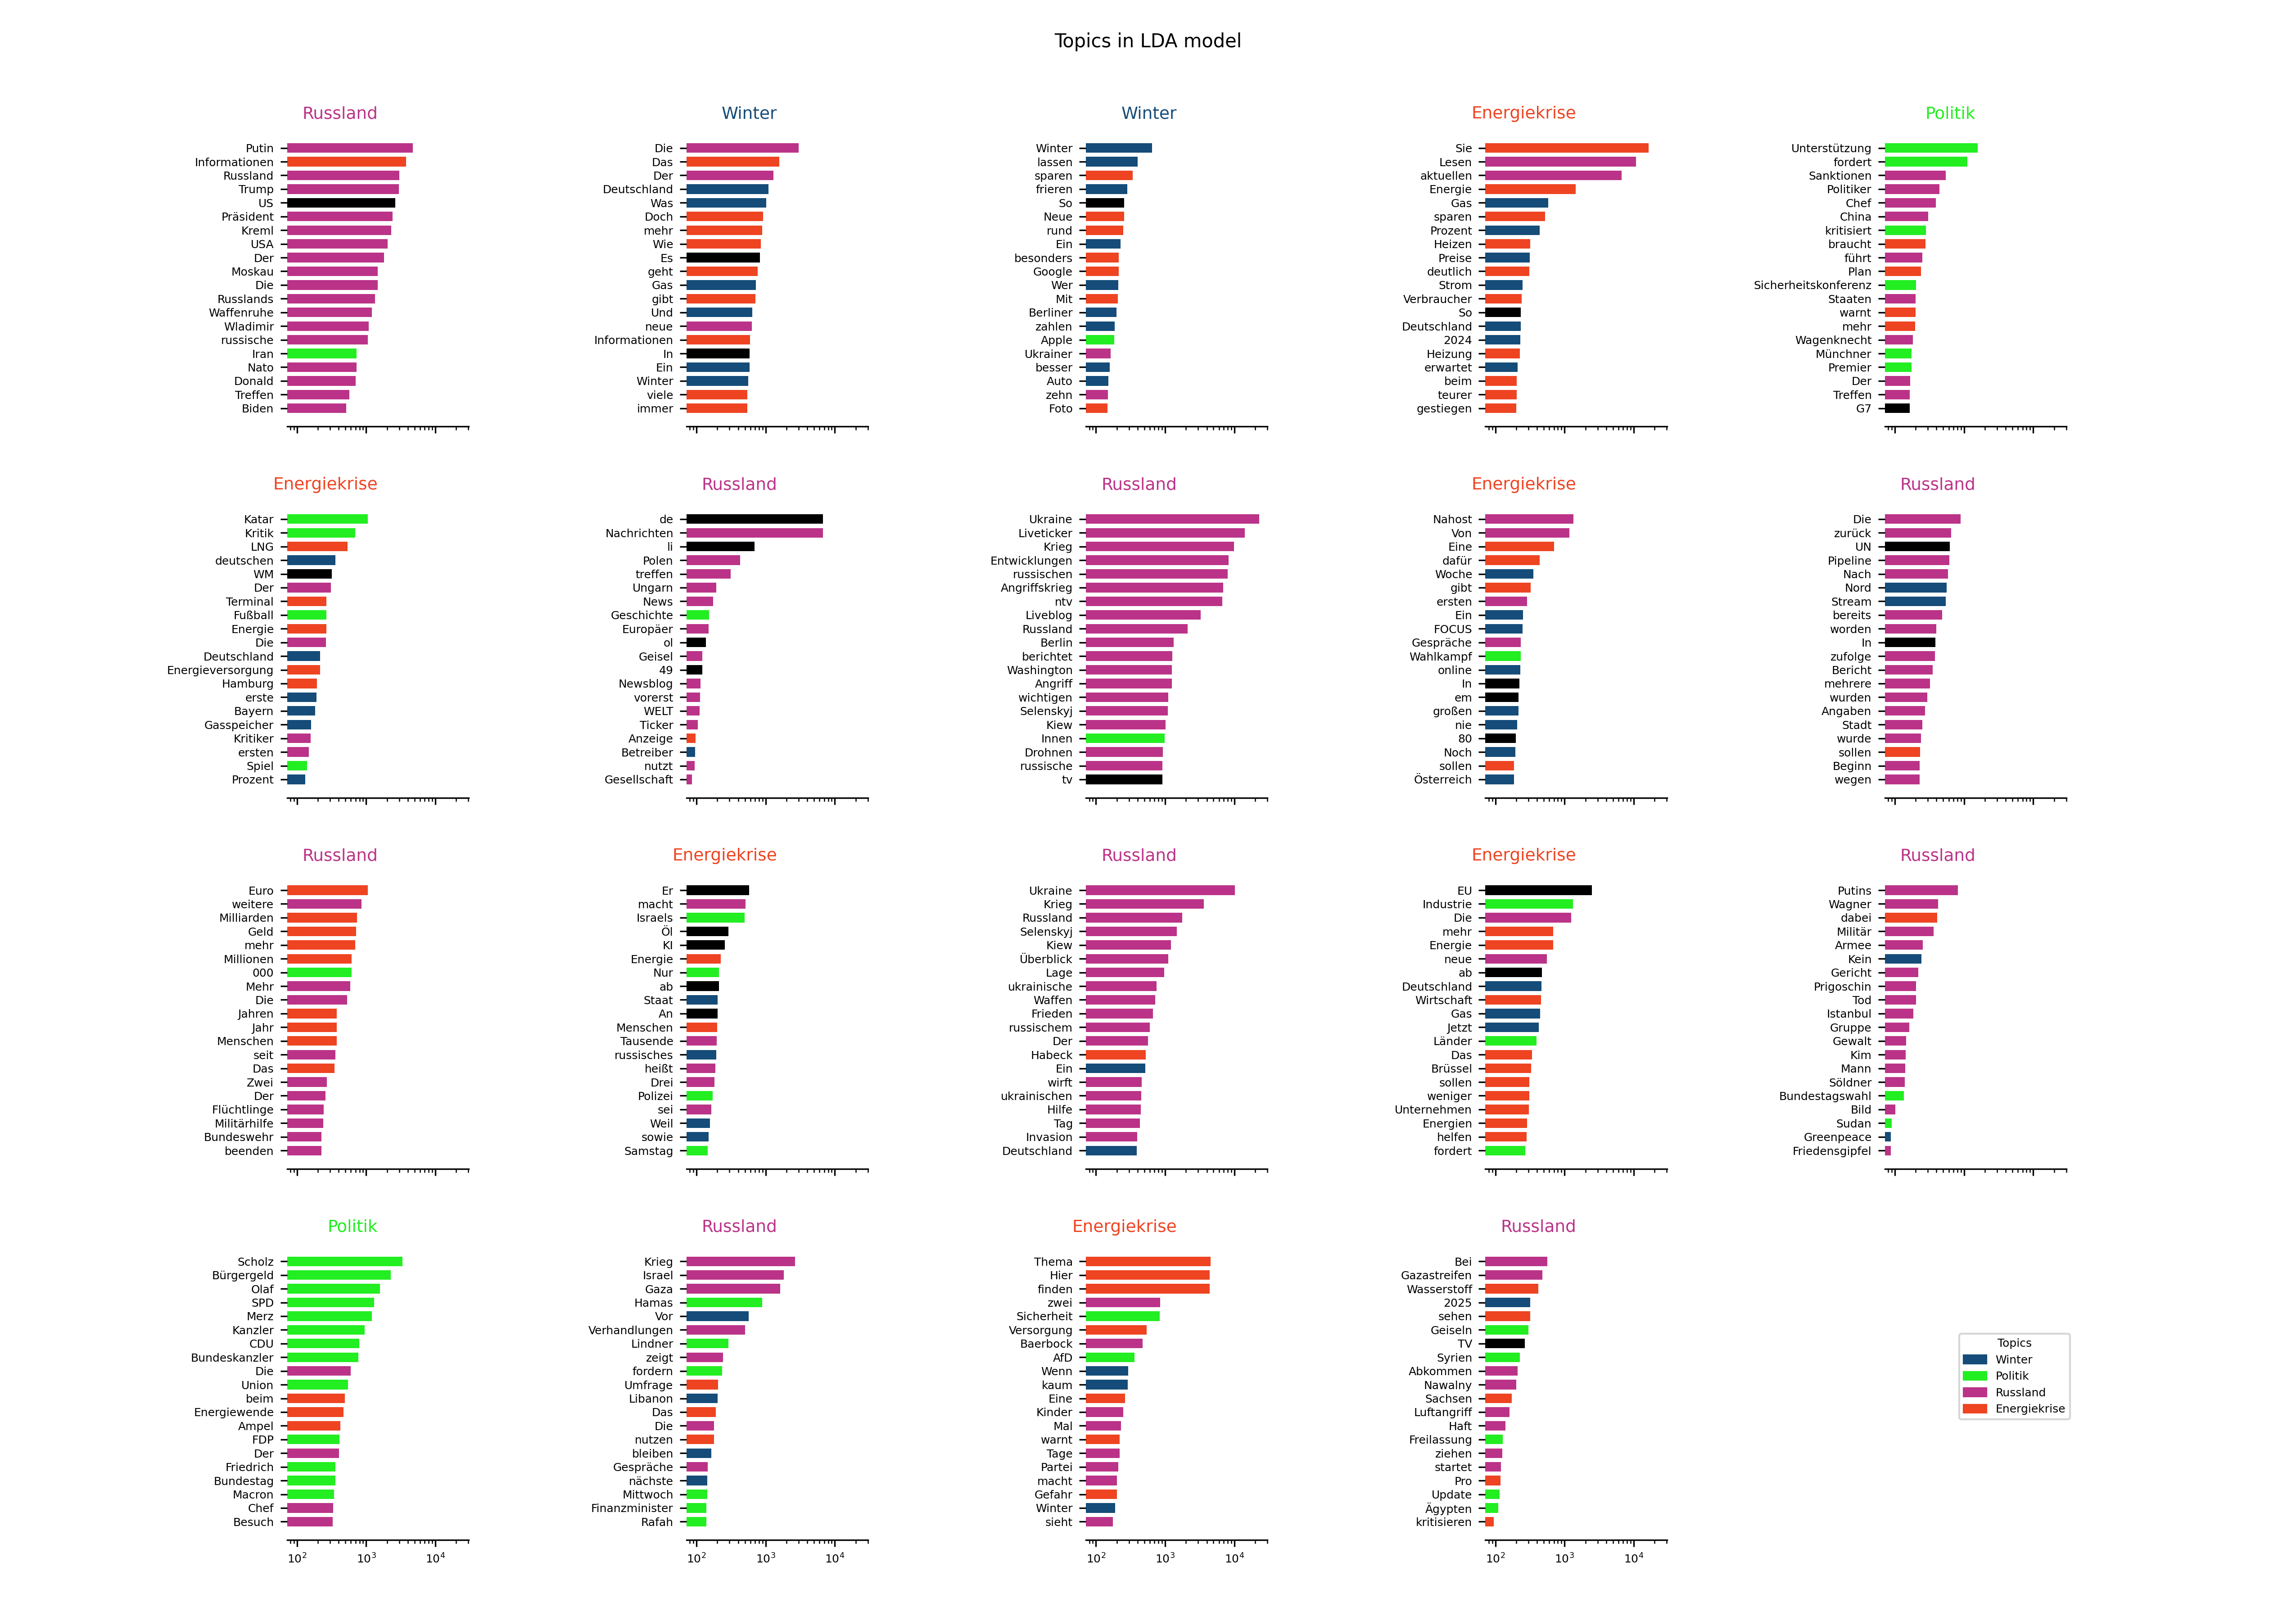 Topics in LDA model
Russland
Putin
Informationen
Russland
Trump
US
Präsident
Kreml
USA
Der
Moskau
Die
Russlands
Waffenruhe
Wladimir
russische
Iran
Nato
Donald
Treffen
Biden
Winter
Die
Das
Der
Deutschland
Was
Doch
mehr
Wie
Es
geht
Gas
gibt
Und
neue
Informationen
In
Ein
Winter
viele
immer
Winter
Winter
lassen
sparen
frieren
So
Neue
rund
Ein
besonders
Google
Wer
Mit
Berliner
zahlen
Apple
Ukrainer
besser
Auto
zehn
Foto
Energiekrise
Sie
Lesen
aktuellen
Energie
Gas
sparen
Prozent
Heizen
Preise
deutlich
Strom
Verbraucher
So
Deutschland
2024
Heizung
erwartet
beim
teurer
gestiegen
Politik
Unterstützung
fordert
Sanktionen
Politiker
Chef
China
kritisiert
braucht
führt
Plan
Sicherheitskonferenz
Staaten
warnt
mehr
Wagenknecht
Münchner
Premier
Der
Treffen
G7
Energiekrise
Katar
Kritik
LNG
deutschen
WM
Der
Terminal
Fußball
Energie
Die
Deutschland
Energieversorgung
Hamburg
erste
Bayern
Gasspeicher
Kritiker
ersten
Spiel
Prozent
Russland
de
Nachrichten
li
Polen
treffen
Ungarn
News
Geschichte
Europäer
ol
Geisel
49
Newsblog
vorerst
WELT
Ticker
Anzeige
Betreiber
nutzt
Gesellschaft
Russland
Ukraine
Liveticker
Krieg
Entwicklungen
russischen
Angriffskrieg
ntv
Liveblog
Russland
Berlin
berichtet
Washington
Angriff
wichtigen
Selenskyj
Kiew
Innen
Drohnen
russische
tv
Energiekrise
Nahost
Von
Eine
dafür
Woche
gibt
ersten
Ein
FOCUS
Gespräche
Wahlkampf
online
In
em
großen
nie
80
Noch
sollen
Österreich
Russland
Die
zurück
UN
Pipeline
Nach
Nord
Stream
bereits
worden
In
zufolge
Bericht
mehrere
wurden
Angaben
Stadt
wurde
sollen
Beginn
wegen
Russland
Euro
weitere
Milliarden
Geld
mehr
Millionen
000
Mehr
Die
Jahren
Jahr
Menschen
seit
Das
Zwei
Der
Flüchtlinge
Militärhilfe
Bundeswehr
beenden
Energiekrise
Er
macht
Israels
Öl
KI
Energie
Nur
ab
Staat
An
Menschen
Tausende
russisches
heißt
Drei
Polizei
sei
Weil
sowie
Samstag
Russland
Ukraine
Krieg
Russland
Selenskyj
Kiew
Überblick
Lage
ukrainische
Waffen
Frieden
russischem
Der
Habeck
Ein
wirft
ukrainischen
Hilfe
Tag
Invasion
Deutschland
Energiekrise
EU
Industrie
Die
mehr
Energie
neue
ab
Deutschland
Wirtschaft
Gas
Jetzt
Länder
Das
Brüssel
sollen
weniger
Unternehmen
Energien
helfen
fordert
Russland
Putins
Wagner
dabei
Militär
Armee
Kein
Gericht
Prigoschin
Tod
Istanbul
Gruppe
Gewalt
Kim
Mann
Söldner
Bundestagswahl
Bild
Sudan
Greenpeace
Friedensgipfel
Politik
Scholz
Bürgergeld
Olaf
SPD
Merz
Kanzler
CDU
Bundeskanzler
Die
Union
beim
Energiewende
Ampel
FDP
Der
Friedrich
Bundestag
Macron
Chef
Besuch
10² 10³ 10⁴
Russland
Krieg
Israel
Gaza
Hamas
Vor
Verhandlungen
Lindner
zeigt
fordern
Umfrage
Libanon
Das
Die
nutzen
bleiben
Gespräche
nächste
Mittwoch
Finanzminister
Rafah
10² 10³ 10⁴
Energiekrise
Thema
Hier
finden
zwei
Sicherheit
Versorgung
Baerbock
AfD
Wenn
kaum
Eine
Kinder
Mal
warnt
Tage
Partei
macht
Gefahr
Winter
sieht
10² 10³ 10⁴
Russland
Bei
Gazastreifen
Wasserstoff
2025
sehen
Geiseln
TV
Syrien
Abkommen
Nawalny
Sachsen
Luftangriff
Haft
Freilassung
ziehen
startet
Pro
Update
Ägypten
kritisieren
10² 10³ 10⁴
Topics
Winter
Politik
Russland
Energiekrise